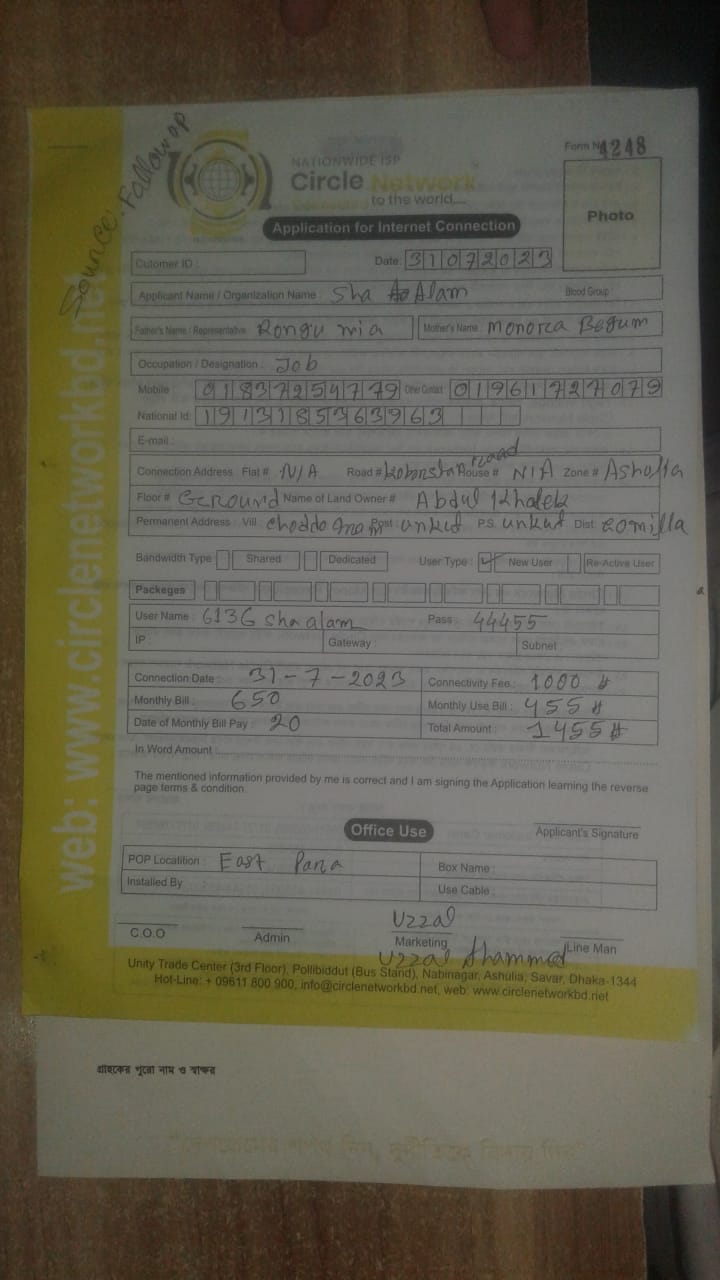 Source: Followup
web: www.circlenetworkbd.net
NATIONWIDE ISP
Circle Network
to the world....
Form No 4248
Photo
Application for Internet Connection
Cutomer ID :
Date: 31072023
Applicant Name / Organization Name : Sha Alam
Blood Group :
Father's Name / Representative Rongu mia
Mother's Name Monora Begum
Occupation / Designation : Job
Mobile 01837254779 Other Contact : 01961727079
National Id: 1913185363963
E-mail :
Connection Address : Flat # N/A Road # road House # N/A Zone # Ashulia
Floor # Ground Name of Land Owner # Abdul Khalek
Permanent Address : Vill : Post P.S Dist
Bandwidth Type Shared Dedicated User Type : New User Re-Active User
Packeges
User Name : 6136 sha alam Pass : 44455
IP : Gateway : Subnet
Connection Date : 31-7-2023 Connectivity Fee : 1000
Monthly Bill : 650 Monthly Use Bill : 455
Date of Monthly Bill Pay : 20 Total Amount : 1455
In Word Amount :
The mentioned information provided by me is correct and I am signing the Application learning the reverse
page terms & condition.
Office Use
Applicant's Signature
POP Locatition : East Para
Box Name :
Installed By :
Use Cable :
Uzzal
C.O.O Admin Marketing Line Man
Uzzal Ahammed
Unity Trade Center (3rd Floor), Pollibiddut (Bus Stand), Nabinagar, Ashulia, Savar, Dhaka-1344
Hot-Line: + 09611 800 900, info@circlenetworkbd.net, web: www.circlenetworkbd.net
গ্রাহকের পুরো নাম ও স্বাক্ষর